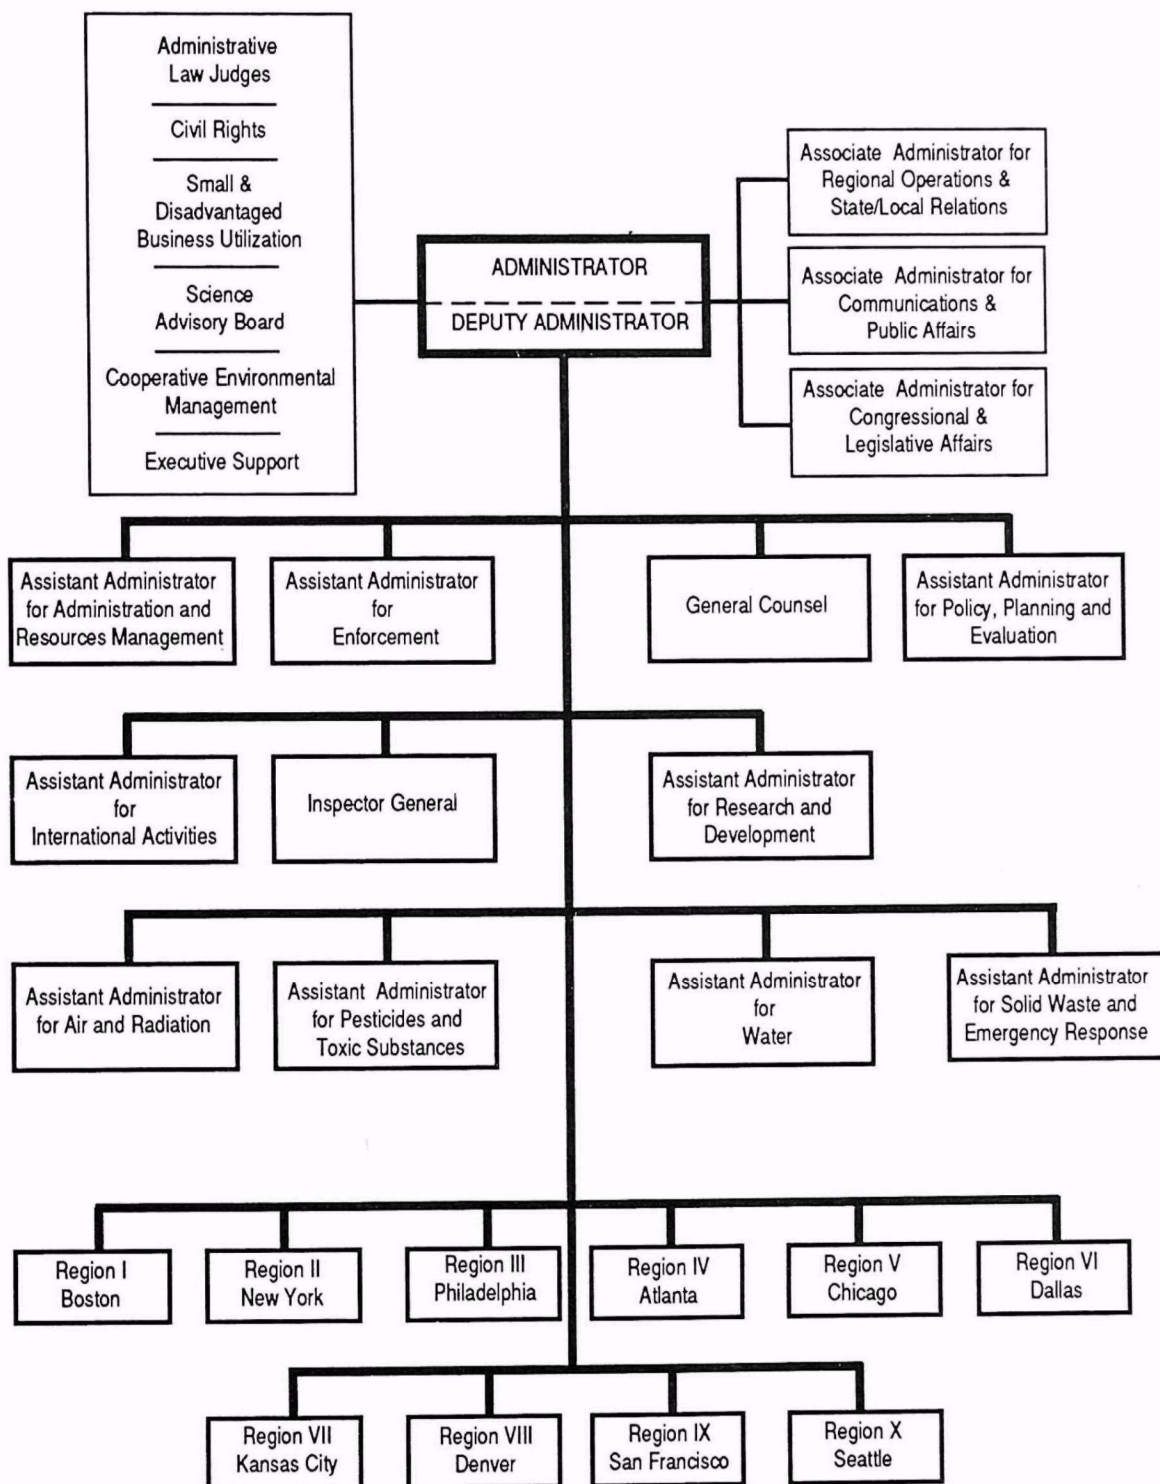 Administrative
Law Judges
Civil Rights
Small &
Disadvantaged
Business Utilization
Science
Advisory Board
Cooperative Environmental
Management
Executive Support
ADMINISTRATOR
DEPUTY ADMINISTRATOR
Associate Administrator for
Regional Operations &
State/Local Relations
Associate Administrator for
Communications &
Public Affairs
Associate Administrator for
Congressional &
Legislative Affairs
Assistant Administrator
for Administration and
Resources Management
Assistant Administrator
for
Enforcement
General Counsel
Assistant Administrator
for Policy, Planning and
Evaluation
Assistant Administrator
for
International Activities
Inspector General
Assistant Administrator
for Research and
Development
Assistant Administrator
for Air and Radiation
Assistant Administrator
for Pesticides and
Toxic Substances
Assistant Administrator
for
Water
Assistant Administrator
for Solid Waste and
Emergency Response
Region I
Boston
Region II
New York
Region III
Philadelphia
Region IV
Atlanta
Region V
Chicago
Region VI
Dallas
Region VII
Kansas City
Region VIII
Denver
Region IX
San Francisco
Region X
Seattle